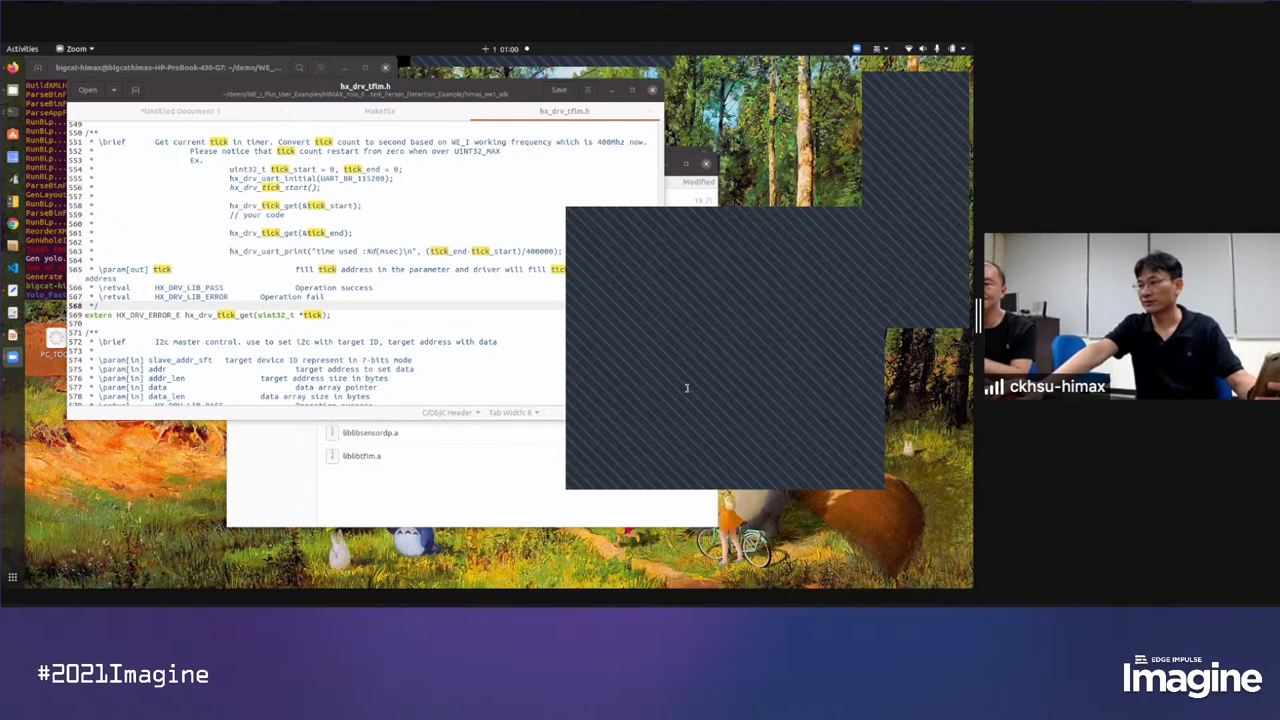 Activities
Zoom
1 01:00
英
bigcat-himax@bigcathimax-HP-ProBook-430-G7: ~/demo/WE_...
Open
hx_drv_tflm.h
Save
*Untitled Document 1
Makefile
hx_drv_tflm.h
549
550 /**
551 * \brief Get current tick in timer. Convert tick count to second based on WE_I working frequency which is 400Mhz now.
552 * Please notice that tick count restart from zero when over UINT32_MAX
553 * Ex.
554 * uint32_t tick_start = 0, tick_end = 0;
555 * hx_drv_uart_initial(UART_BR_115200);
556 * hx_drv_tick_start();
557 *
558 * hx_drv_tick_get(&tick_start);
559 * // your code
560 *
561 * hx_drv_tick_get(&tick_end);
562 *
563 * hx_drv_uart_print("time used :%d(msec)\n", (tick_end-tick_start)/400000);
564 *
565 * \param[out] tick fill tick address in the parameter and driver will fill
address
566 * \retval HX_DRV_LIB_PASS Operation success
567 * \retval HX_DRV_LIB_ERROR Operation fail
568 */
569 extern HX_DRV_ERROR_E hx_drv_tick_get(uint32_t *tick);
570
571 /**
572 * \brief I2c master control. use to set i2c with target ID, target address with data
573 *
574 * \param[in] slave_addr_sft target device ID represent in 7-bits mode
575 * \param[in] addr target address to set data
576 * \param[in] addr_len target address size in bytes
577 * \param[in] data data array pointer
578 * \param[in] data_len data array size in bytes
C/ObjC Header
Tab Width: 8
Modified
liblibsensordp.a
liblibtflm.a
ckhsu-himax
#2021Imagine
EDGE IMPULSE
Imagine